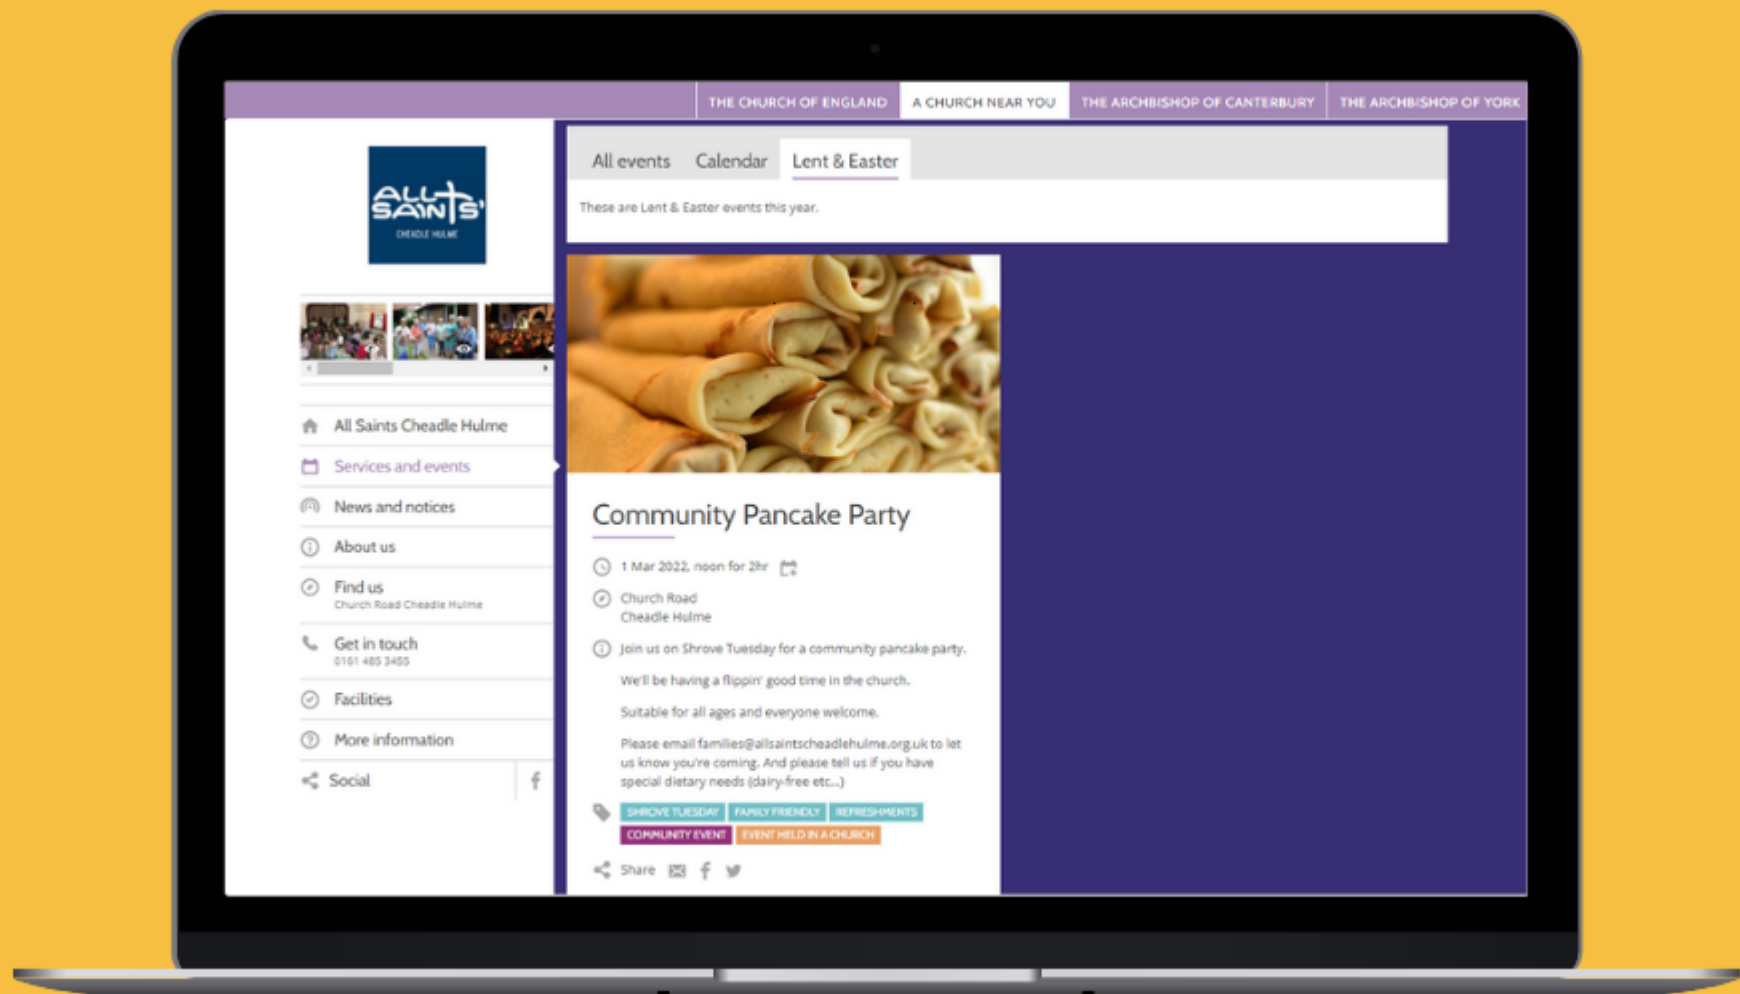 THE CHURCH OF ENGLAND
A CHURCH NEAR YOU
THE ARCHBISHOP OF CANTERBURY
THE ARCHBISHOP OF YORK
ALL
SAINTS'
CHEADLE HULME
All Saints Cheadle Hulme
Services and events
News and notices
About us
Find us
Church Road Cheadle Hulme
Get in touch
0161 485 3455
Facilities
More information
Social
All events
Calendar
Lent & Easter
These are Lent & Easter events this year.
Community Pancake Party
1 Mar 2022, noon for 2hr
Church Road
Cheadle Hulme
Join us on Shrove Tuesday for a community pancake party.
We'll be having a flippin' good time in the church.
Suitable for all ages and everyone welcome.
Please email families@allsaintscheadlehulme.org.uk to let
us know you're coming. And please tell us if you have
special dietary needs (dairy-free etc...)
SHROVE TUESDAY FAMILY FRIENDLY REFRESHMENTS
COMMUNITY EVENT EVENT HELD IN A CHURCH
Share